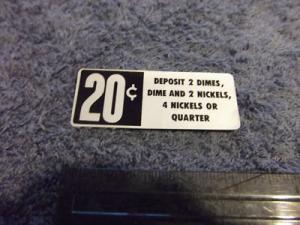 20¢
DEPOSIT 2 DIMES,
DIME AND 2 NICKELS,
4 NICKELS OR
QUARTER